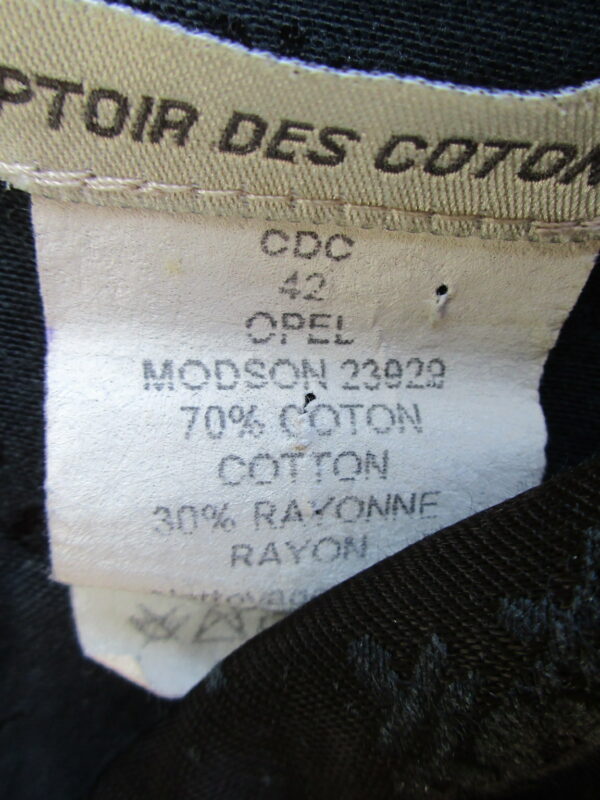 PTOIR DES COTON
CDC
42
OPEL
MODSON 23929
70% COTON
COTTON
30% RAYONNE
RAYON